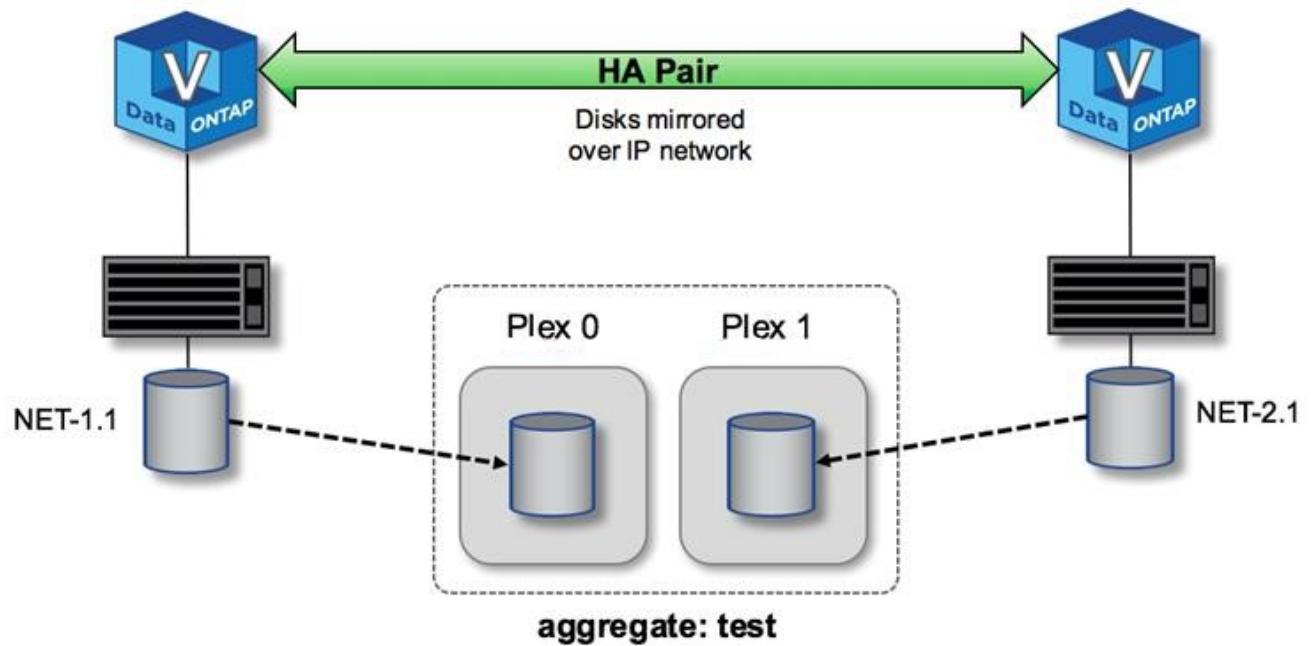 V
Data ONTAP
HA Pair
V
Data ONTAP
Disks mirrored
over IP network
Plex 0
Plex 1
NET-1.1
NET-2.1
aggregate: test